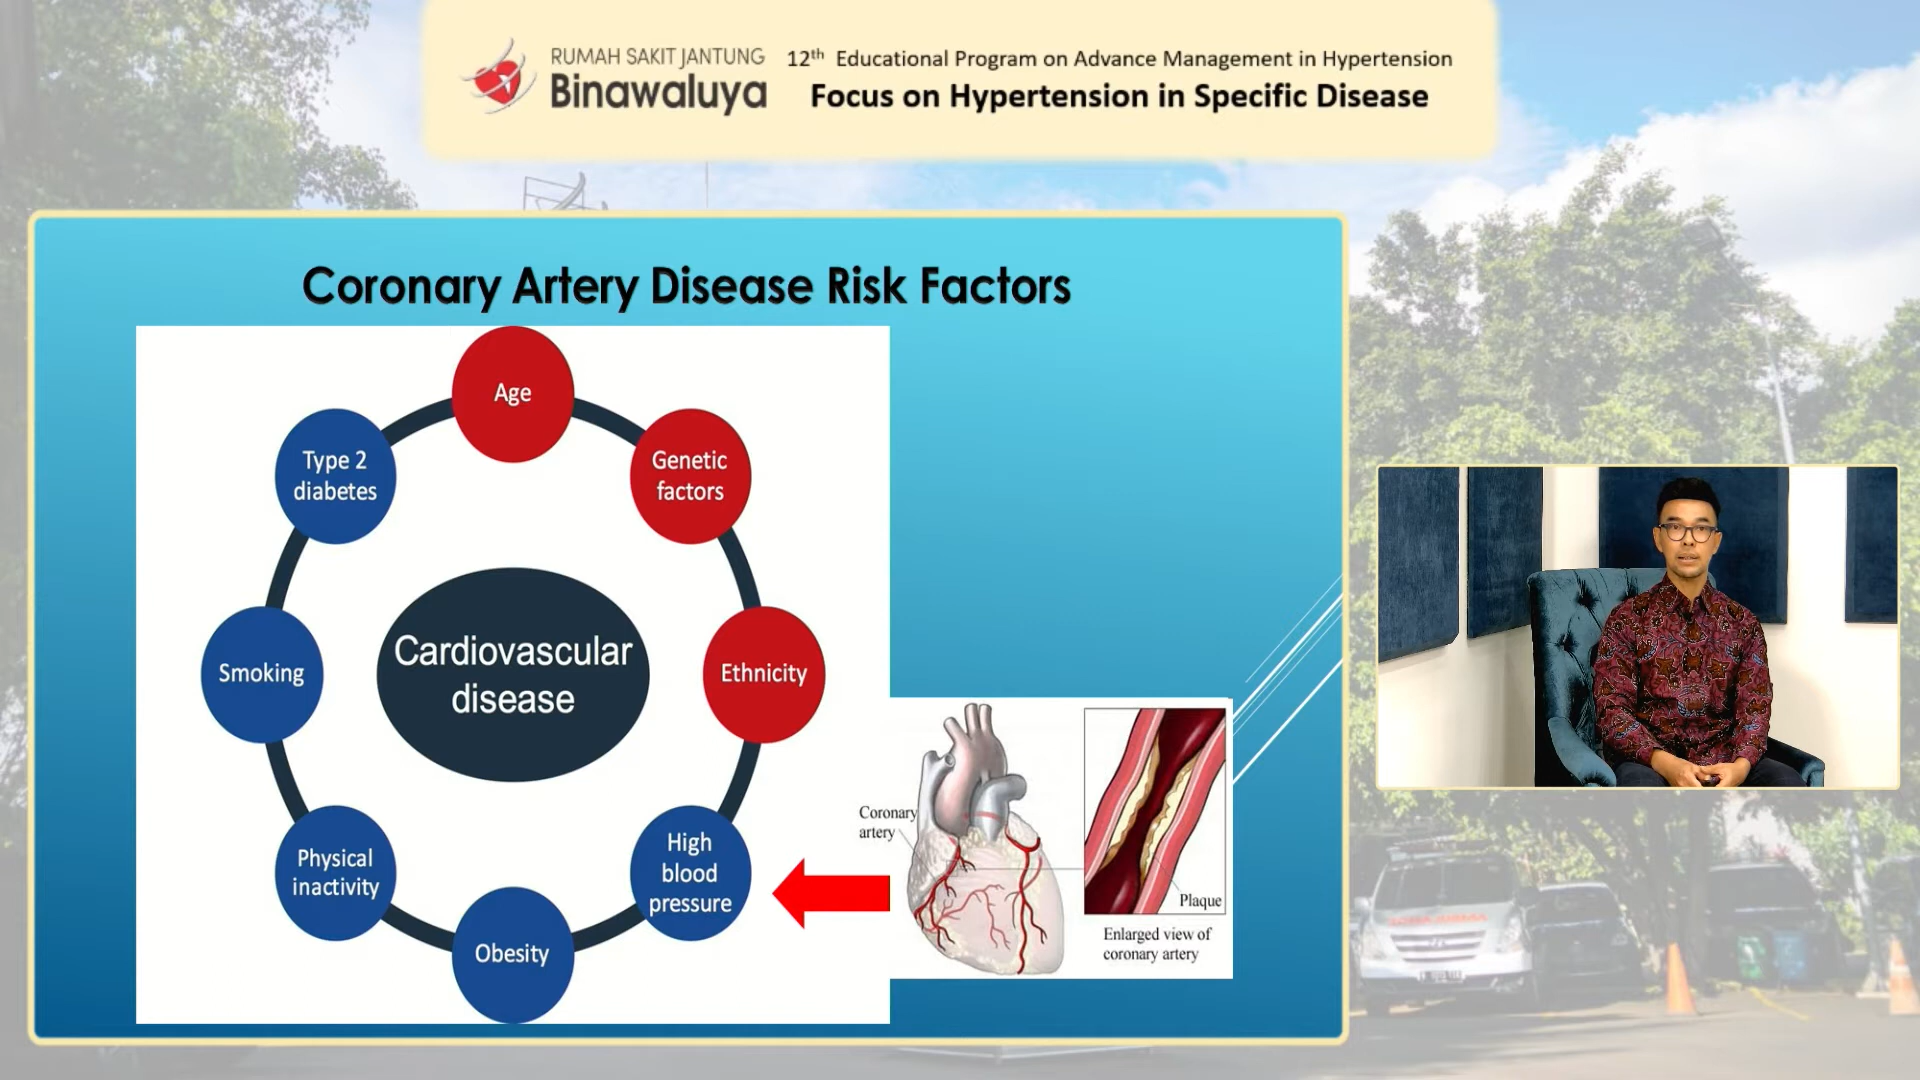 RUMAH SAKIT JANTUNG
Binawaluya
12th Educational Program on Advance Management in Hypertension
Focus on Hypertension in Specific Disease
Coronary Artery Disease Risk Factors
Age
Genetic
factors
Ethnicity
High
blood
pressure
Obesity
Physical
inactivity
Smoking
Type 2
diabetes
Cardiovascular
disease
Coronary
artery
Plaque
Enlarged view of
coronary artery